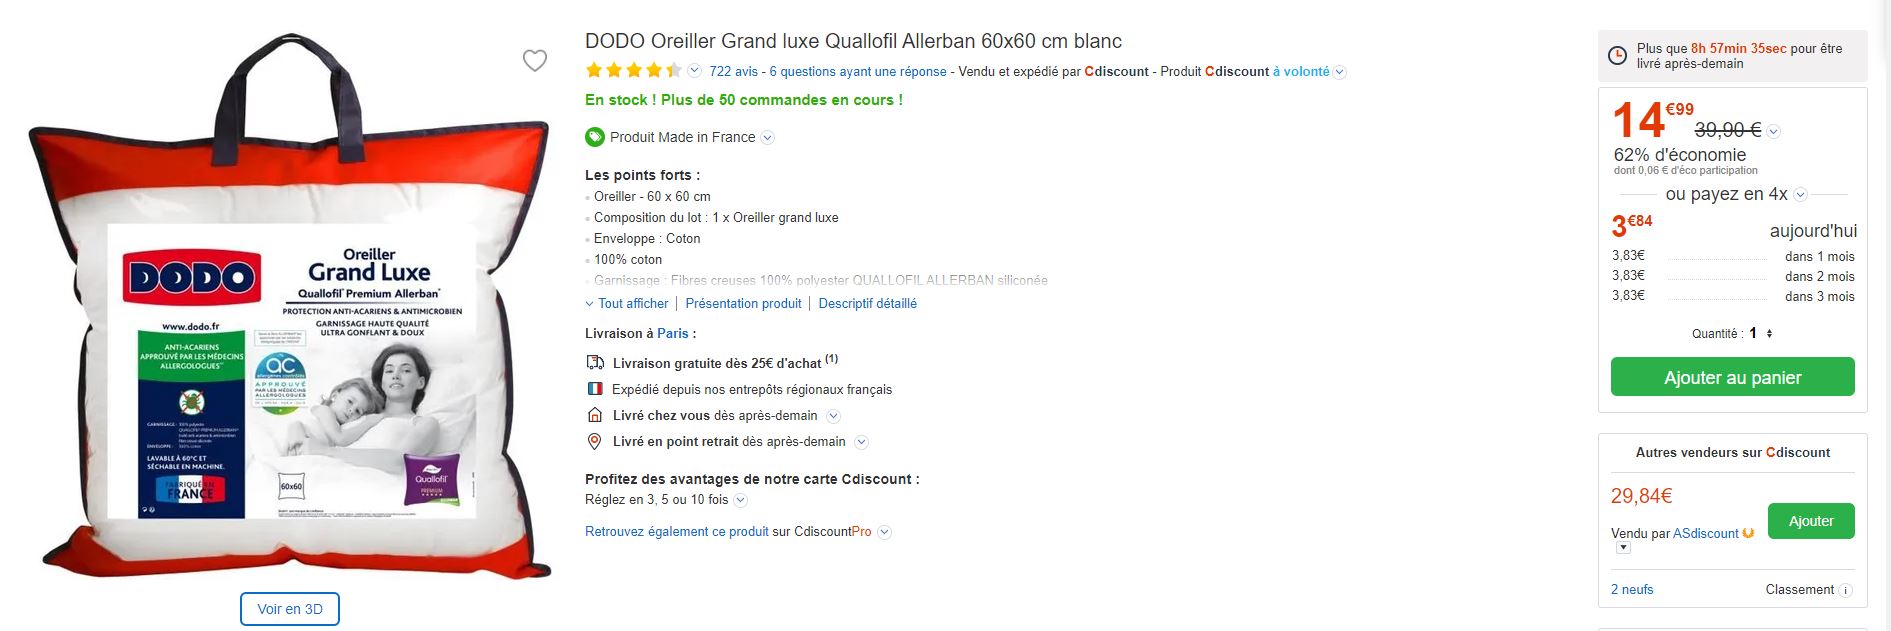 DODO Oreiller Grand luxe Quallofil Allerban 60x60 cm blanc
722 avis - 6 questions ayant une réponse - Vendu et expédié par Cdiscount - Produit Cdiscount à volonté
En stock ! Plus de 50 commandes en cours !
Produit Made in France
Les points forts :
Oreiller - 60 x 60 cm
Composition du lot : 1 x Oreiller grand luxe
Enveloppe : Coton
100% coton
Garnissage : Fibres creuses 100% polyester QUALLOFIL ALLERBAN siliconée
Tout afficher | Présentation produit | Descriptif détaillé
Livraison à Paris :
Livraison gratuite dès 25€ d'achat (1)
Expédié depuis nos entrepôts régionaux français
Livré chez vous dès après-demain
Livré en point retrait dès après-demain
Profitez des avantages de notre carte Cdiscount :
Réglez en 3, 5 ou 10 fois
Retrouvez également ce produit sur CdiscountPro
DODO
Oreiller
Grand Luxe
Quallofil® Premium Allerban®
PROTECTION ANTI-ACARIENS & ANTIMICROBIEN
GARNISSAGE HAUTE QUALITÉ
ULTRA GONFLANT & DOUX
www.dodo.fr
ANTI-ACARIENS
APPROUVÉ PAR LES MÉDECINS
ALLERGOLOGUES
ac
allergènes contrôlés
APPROUVÉ
PAR LES MÉDECINS
ALLERGOLOGUES
LAVABLE À 60°C ET
SÉCHABLE EN MACHINE.
FABRIQUÉ EN
FRANCE
60x60
Quallofil
PREMIUM
Voir en 3D
Plus que 8h 57min 35sec pour être
livré après-demain
14€99 39,90 €
62% d'économie
dont 0,06 € d'éco participation
ou payez en 4x
3€84 aujourd'hui
3,83€ dans 1 mois
3,83€ dans 2 mois
3,83€ dans 3 mois
Quantité : 1
Ajouter au panier
Autres vendeurs sur Cdiscount
29,84€
Ajouter
Vendu par ASdiscount
2 neufs Classement i